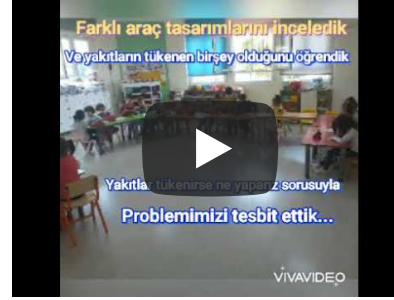 Farklı araç tasarımlarını inceledik
Ve yakıtların tükenen birşey olduğunu öğrendik
Yakıtlar tükenirse ne yaparız sorusuyla
Problemimizi tesbit ettik...
VIVAVIDEO